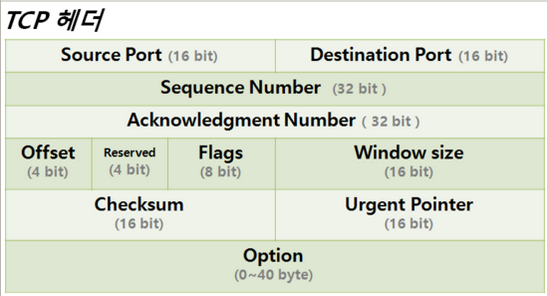 TCP 헤더
Source Port (16 bit) Destination Port (16 bit)
Sequence Number (32 bit )
Acknowledgment Number ( 32 bit )
Offset Reserved Flags Window size
(4 bit) (4 bit) (8 bit) (16 bit)
Checksum Urgent Pointer
(16 bit) (16 bit)
Option
(0~40 byte)